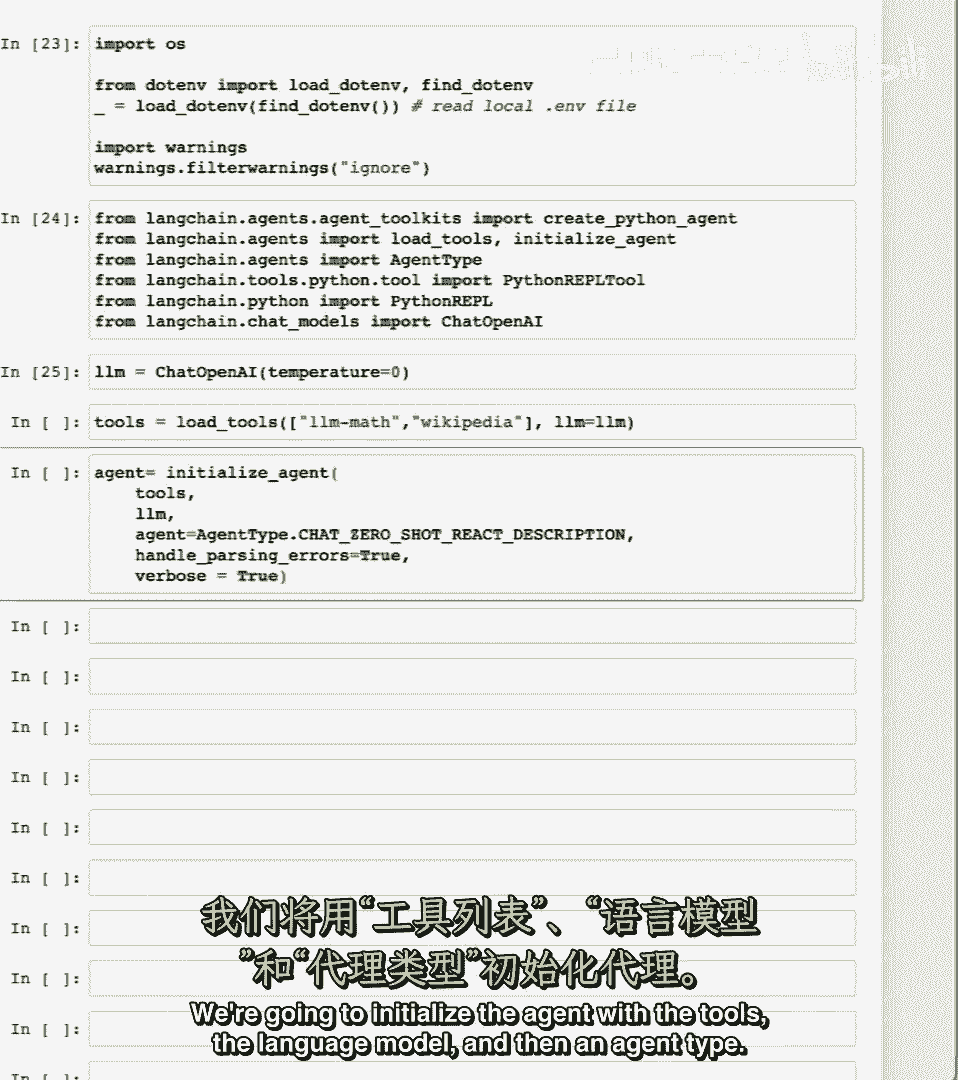 In [23]: import os
from dotenv import load_dotenv, find_dotenv
_ = load_dotenv(find_dotenv()) # read local .env file
import warnings
warnings.filterwarnings("ignore")
In [24]: from langchain.agents.agent_toolkits import create_python_agent
from langchain.agents import load_tools, initialize_agent
from langchain.agents import AgentType
from langchain.tools.python.tool import PythonREPLTool
from langchain.python import PythonREPL
from langchain.chat_models import ChatOpenAI
In [25]: llm = ChatOpenAI(temperature=0)
In [ ]: tools = load_tools(["llm-math","wikipedia"], llm=llm)
In [ ]: agent= initialize_agent(
tools,
llm,
agent=AgentType.CHAT_ZERO_SHOT_REACT_DESCRIPTION,
handle_parsing_errors=True,
verbose = True)
In [ ]:
In [ ]:
In [ ]:
In [ ]:
In [ ]:
In [ ]:
In [ ]:
In [ ]:
In [ ]:
In [ ]:
我们将用“工具列表”、“语言模型
”和“代理类型”初始化代理。
We're going to initialize the agent with the tools,
the language model, and then an agent type.